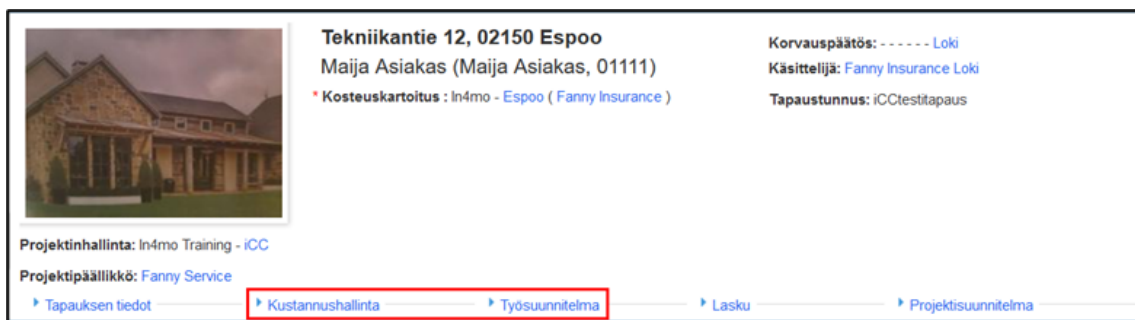 Tekniikantie 12, 02150 Espoo
Maija Asiakas (Maija Asiakas, 01111)
* Kosteuskartoitus : In4mo - Espoo ( Fanny Insurance )
Korvauspäätös: - - - - - - Loki
Käsittelijä: Fanny Insurance Loki
Tapaustunnus: iCCtestitapaus
Projektinhallinta: In4mo Training - iCC
Projektipäällikkö: Fanny Service
Tapauksen tiedot Kustannushallinta Työsuunnitelma Lasku Projektisuunnitelma